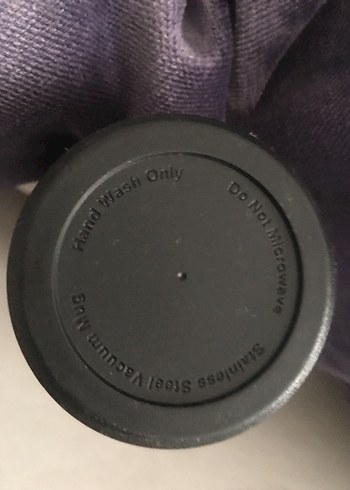 Hand Wash Only
Do Not Microwave
Stainless Steel Vacuum Mug